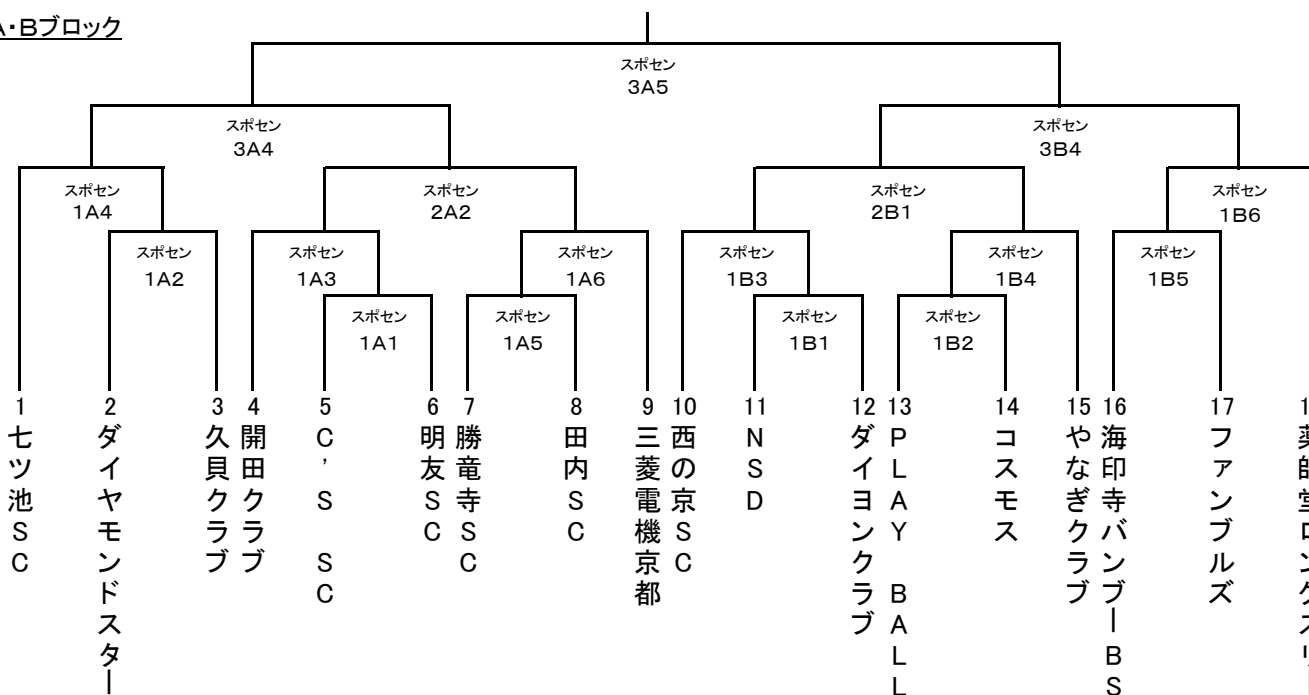 A・Bブロック
スポセン
3A5
スポセン
3A4
スポセン
3B4
スポセン
1A4
スポセン
2A2
スポセン
2B1
スポセン
1B6
スポセン
1A2
スポセン
1A3
スポセン
1A6
スポセン
1B3
スポセン
1B4
スポセン
1B5
スポセン
1A1
スポセン
1A5
スポセン
1B1
スポセン
1B2
1 七ツ池SC
2 ダイヤモンドスター
3 久貝クラブ
4 開田クラブ
5 C’S SC
6 明友SC
7 勝竜寺SC
8 田内SC
9 三菱電機京都
10 西の京SC
11 NSD
12 ダイヨンクラブ
13 PLAY BALL
14 コスモス
15 やなぎクラブ
16 海印寺バンブーBS
17 ファンブルズ